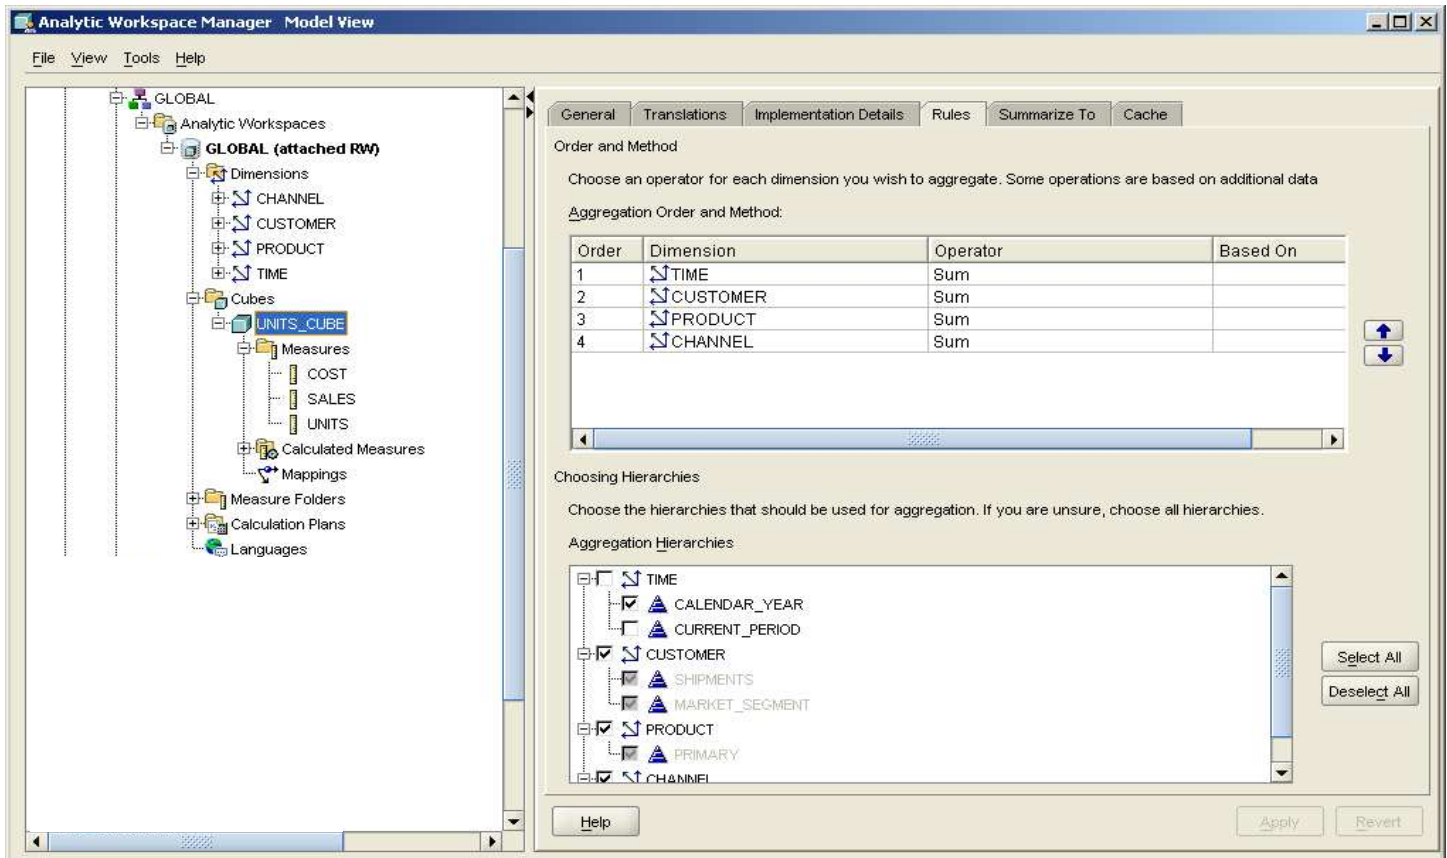 Analytic Workspace Manager Model View
File View Tools Help
GLOBAL
Analytic Workspaces
GLOBAL (attached RW)
Dimensions
CHANNEL
CUSTOMER
PRODUCT
TIME
Cubes
UNITS_CUBE
Measures
COST
SALES
UNITS
Calculated Measures
Mappings
Measure Folders
Calculation Plans
Languages
General Translations Implementation Details Rules Summarize To Cache
Order and Method
Choose an operator for each dimension you wish to aggregate. Some operations are based on additional data
Aggregation Order and Method:
Order Dimension Operator Based On
1 TIME Sum
2 CUSTOMER Sum
3 PRODUCT Sum
4 CHANNEL Sum
Choosing Hierarchies
Choose the hierarchies that should be used for aggregation. If you are unsure, choose all hierarchies.
Aggregation Hierarchies
TIME
CALENDAR_YEAR
CURRENT_PERIOD
CUSTOMER
SHIPMENTS
MARKET_SEGMENT
PRODUCT
PRIMARY
CHANNEL
Select All
Deselect All
Help Apply Revert